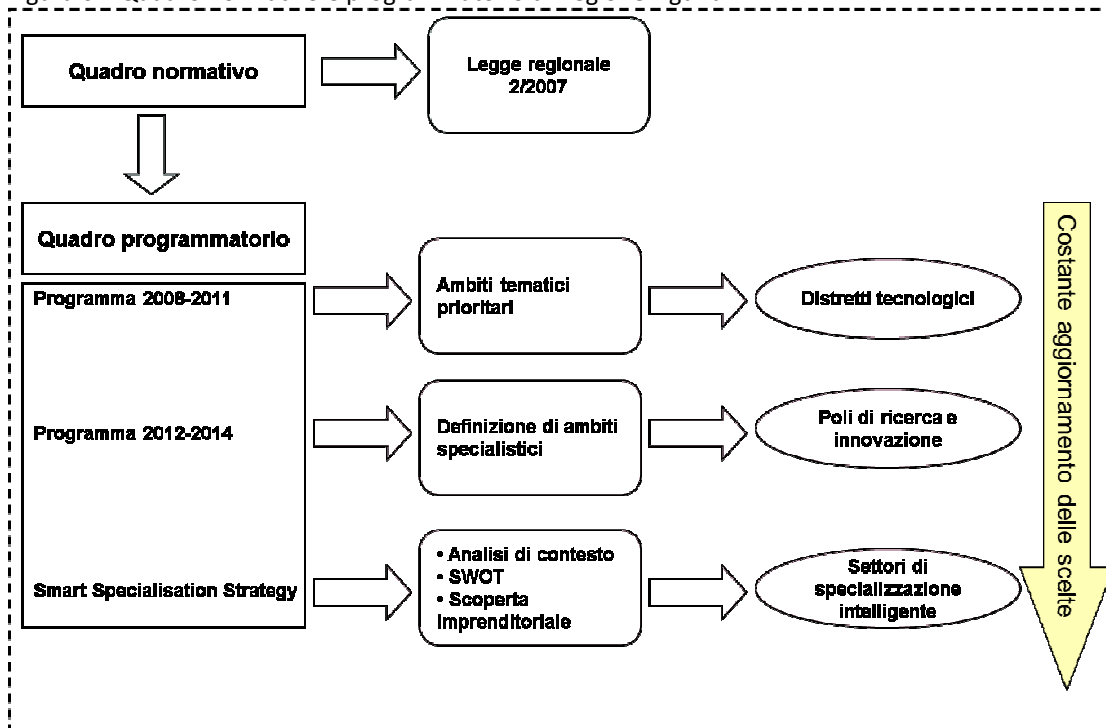 Quadro normativo
Legge regionale
2/2007
Quadro programmatorio
Programma 2008-2011
Ambiti tematici
prioritari
Distretti tecnologici
Programma 2012-2014
Definizione di ambiti
specialistici
Poli di ricerca e
innovazione
Smart Specialisation Strategy
• Analisi di contesto
• SWOT
• Scoperta
imprenditoriale
Settori di
specializzazione
intelligente
Costante aggiornamento delle scelte